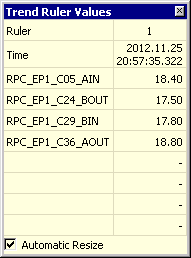 Trend Ruler Values
Ruler 1
Time 2012.11.25 20:57:35.322
RPC_EP1_C05_AIN 18.40
RPC_EP1_C24_BOUT 17.50
RPC_EP1_C29_BIN 17.80
RPC_EP1_C36_AOUT 18.80
-
-
-
-
Automatic Resize